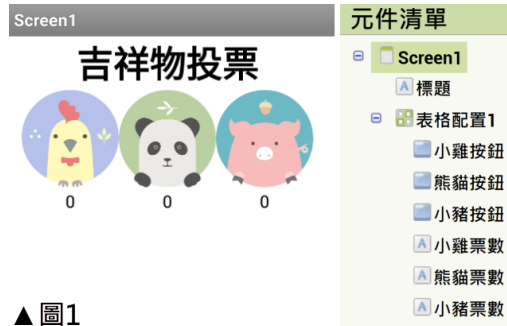 Screen1
吉祥物投票
0
0
0
▲圖1
元件清單
Screen1
標題
表格配置1
小雞按鈕
熊貓按鈕
小豬按鈕
小雞票數
熊貓票數
小豬票數